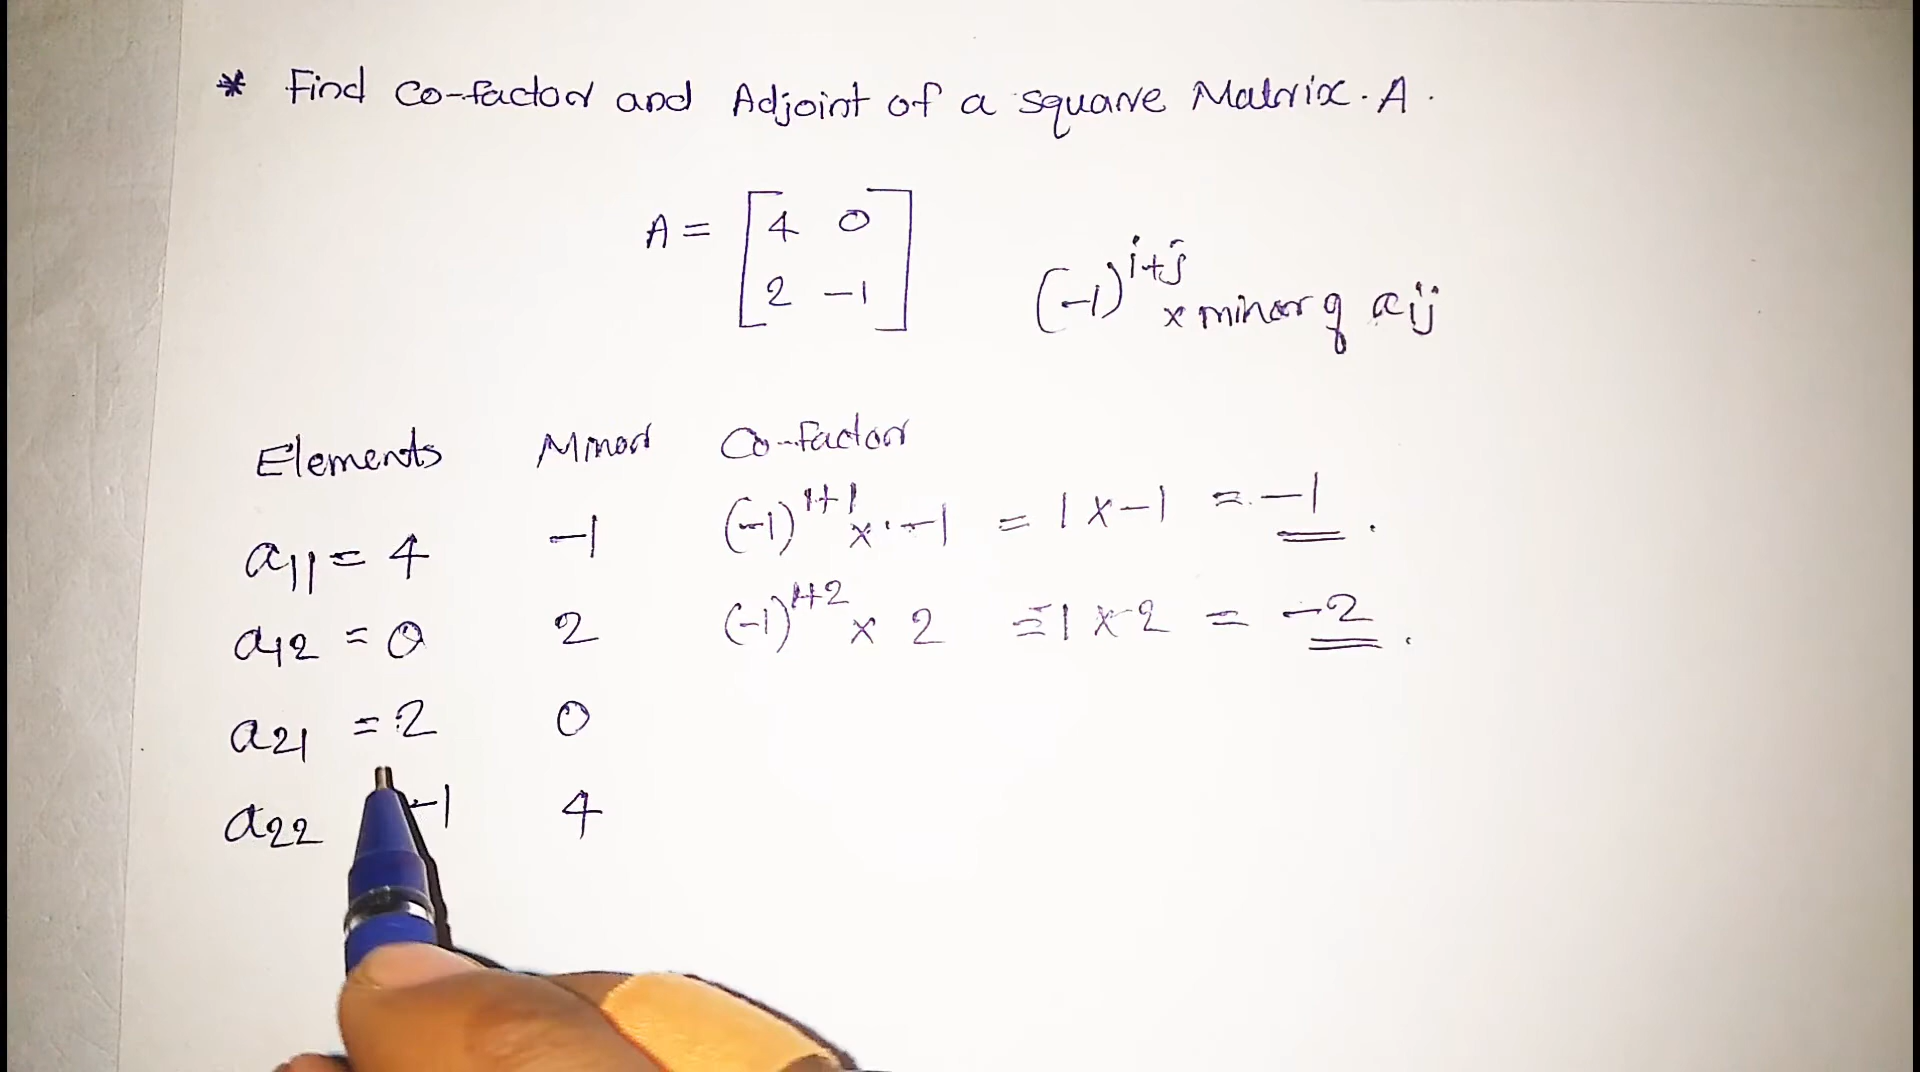 * Find Co-factor and Adjoint of a square Matrix. A.
A = [4 0
2 -1]
(-1)^{i+j} x minor of aij
Elements Minor Co-factor
a11 = 4 -1 (-1)^{1+1} x -1 = 1 x -1 = -1.
a12 = 0 2 (-1)^{1+2} x 2 = -1 x 2 = -2.
a21 = 2 0
a22 -1 4